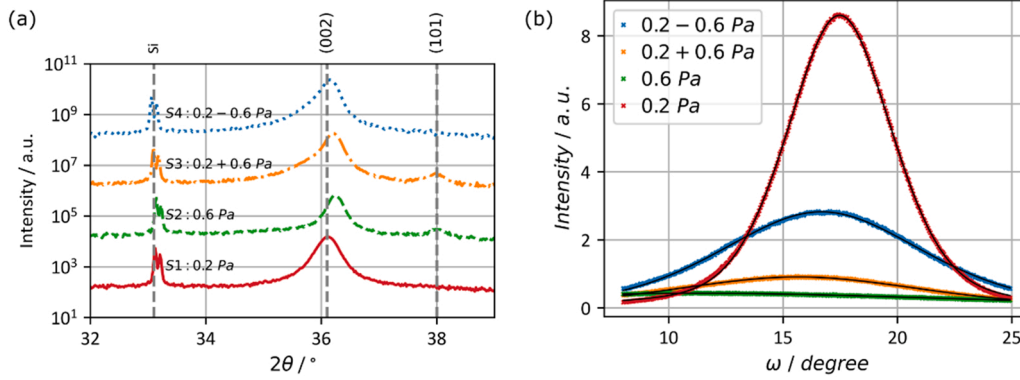 (a)
Si
(002)
(101)
10^11
10^9
10^7
10^5
10^3
10^1
S4 : 0.2 − 0.6 Pa
S3 : 0.2 + 0.6 Pa
S2 : 0.6 Pa
S1 : 0.2 Pa
Intensity / a.u.
32 34 36 38
2θ / °
(b)
0.2 − 0.6 Pa
0.2 + 0.6 Pa
0.6 Pa
0.2 Pa
8
6
4
2
0
Intensity / a.u.
10 15 20 25
ω / degree